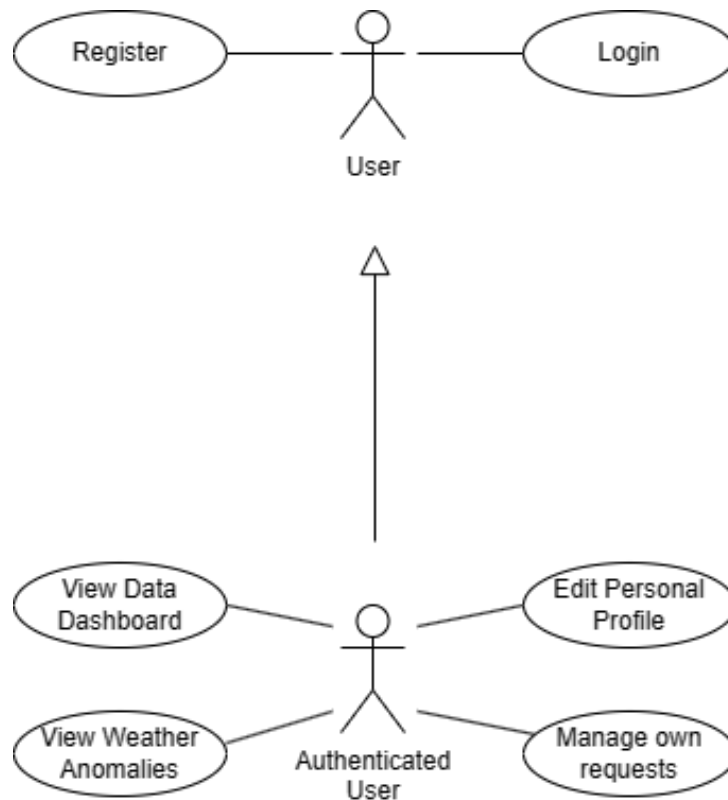 Register
Login
User
View Data
Dashboard
Edit Personal
Profile
View Weather
Anomalies
Authenticated
User
Manage own
requests